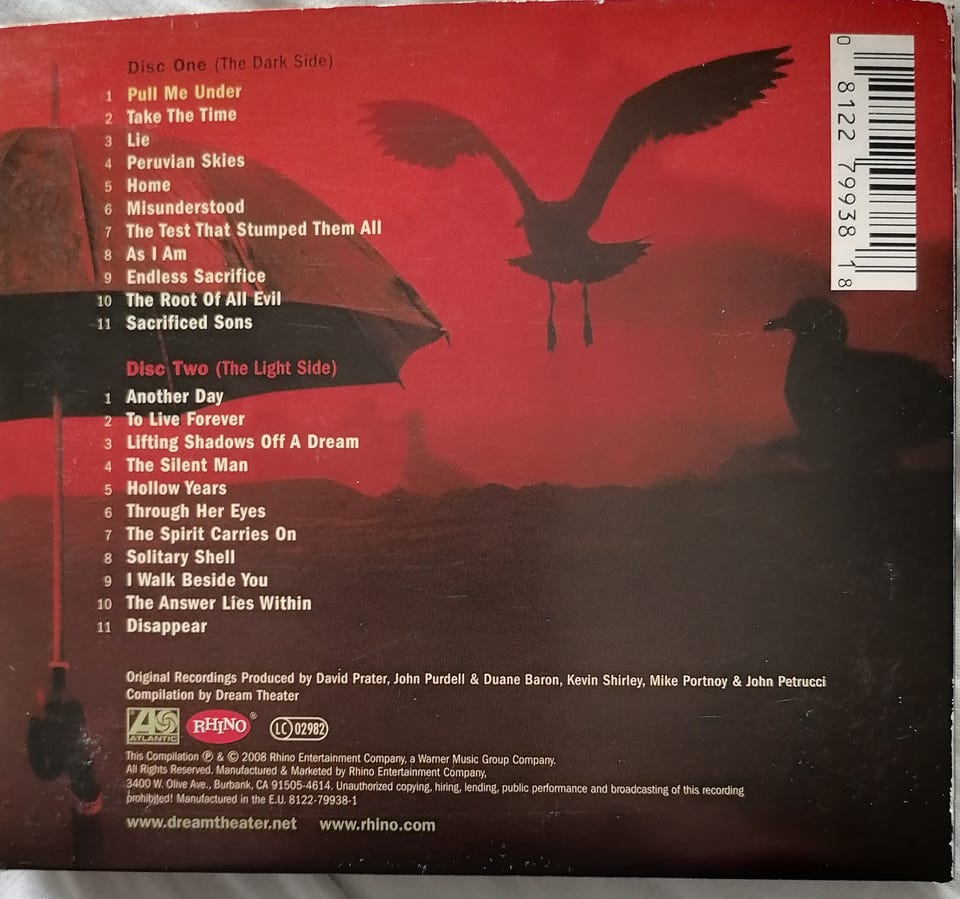 Disc One (The Dark Side)
1 Pull Me Under
2 Take The Time
3 Lie
4 Peruvian Skies
5 Home
6 Misunderstood
7 The Test That Stumped Them All
8 As I Am
9 Endless Sacrifice
10 The Root Of All Evil
11 Sacrificed Sons
Disc Two (The Light Side)
1 Another Day
2 To Live Forever
3 Lifting Shadows Off A Dream
4 The Silent Man
5 Hollow Years
6 Through Her Eyes
7 The Spirit Carries On
8 Solitary Shell
9 I Walk Beside You
10 The Answer Lies Within
11 Disappear
Original Recordings Produced by David Prater, John Purdell & Duane Baron, Kevin Shirley, Mike Portnoy & John Petrucci
Compilation by Dream Theater
ATLANTIC RHINO® LC 02982
This Compilation ℗ & © 2008 Rhino Entertainment Company, a Warner Music Group Company.
All Rights Reserved. Manufactured & Marketed by Rhino Entertainment Company,
3400 W. Olive Ave., Burbank, CA 91505-4614. Unauthorized copying, hiring, lending, public performance and broadcasting of this recording
prohibited! Manufactured in the E.U. 8122-79938-1
www.dreamtheater.net www.rhino.com
0 8122 79938 18